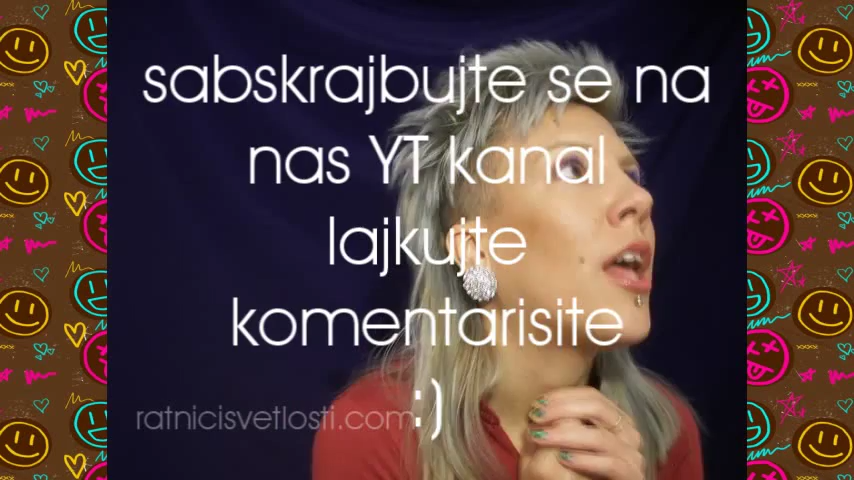 sabskrajbujte se na
nas YT kanal
lajkujte
komentarisite
:)
ratnicisvetlosti.com